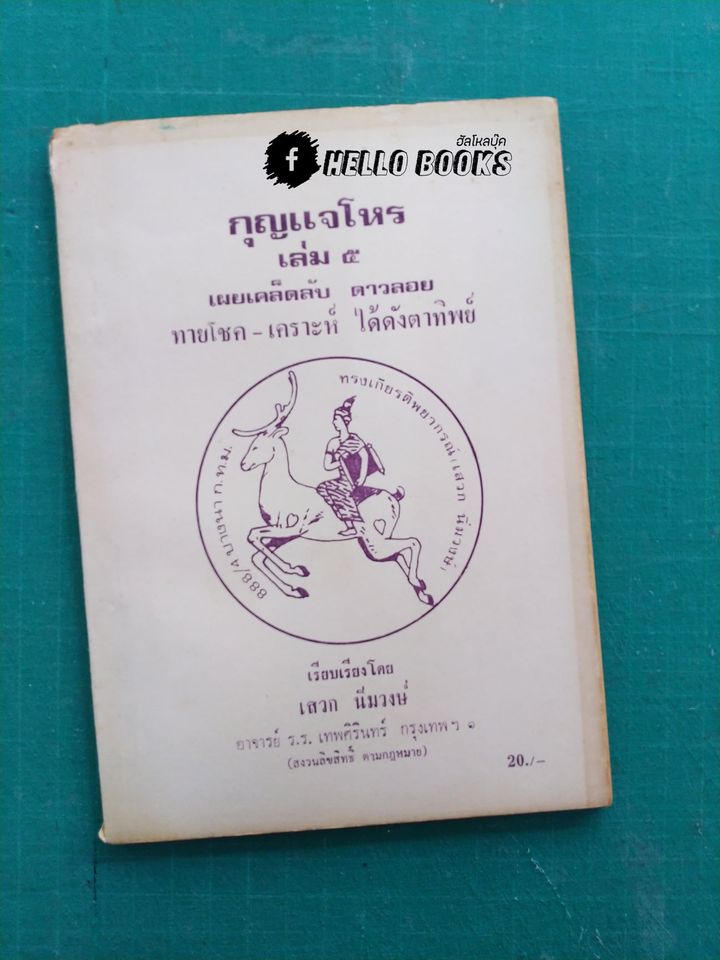 ฮัลโหลบุ๊ค
f HELLO BOOKS
กุญแจโหร
เล่ม ๕
เผยเคล็ดลับ ดาวลอย
ทายโชค - เคราะห์ ได้ดังตาทิพย์
ทรงเกียรติพยากรณ์ (เสวก นิ่มวงษ์)
888/4 บางนา ก.ท.ม.
เรียบเรียงโดย
เสวก นิ่มวงษ์
อาจารย์ ร.ร. เทพศิรินทร์ กรุงเทพฯ ๑
(สงวนลิขสิทธิ์ ตามกฎหมาย)
20./-